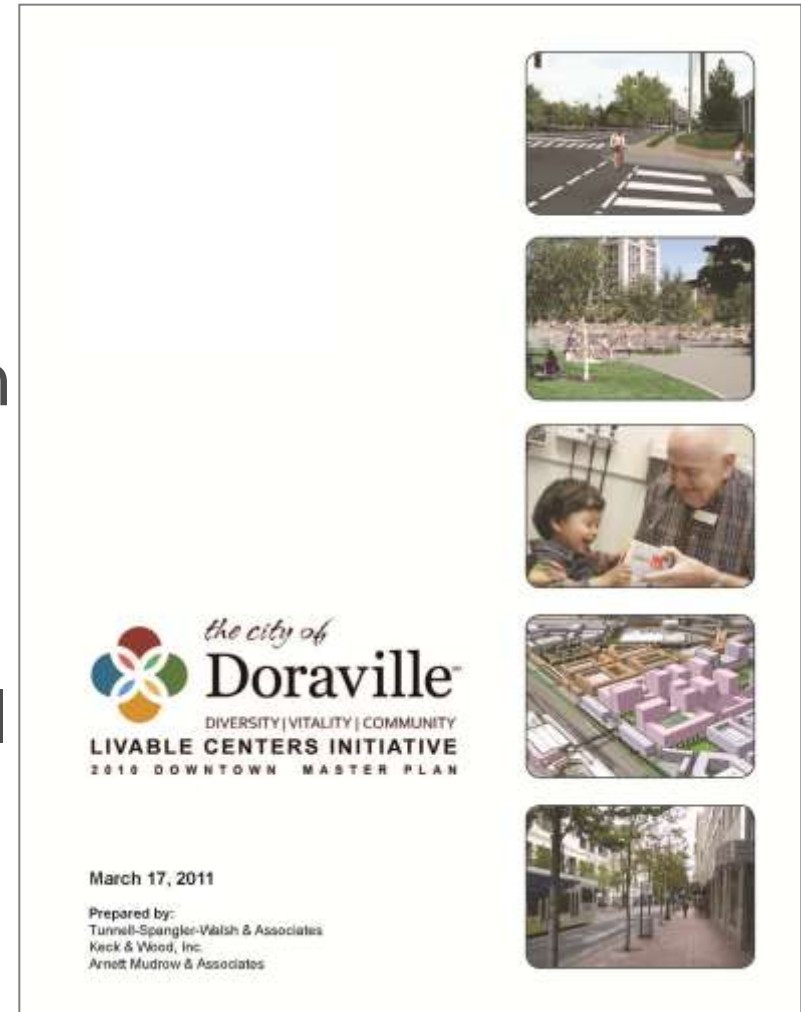 the city of
Doraville
DIVERSITY | VITALITY | COMMUNITY
LIVABLE CENTERS INITIATIVE
2010 DOWNTOWN MASTER PLAN
March 17, 2011
Prepared by:
Tunnell-Spangler-Walsh & Associates
Keck & Wood, Inc.
Arnett Mudrow & Associates